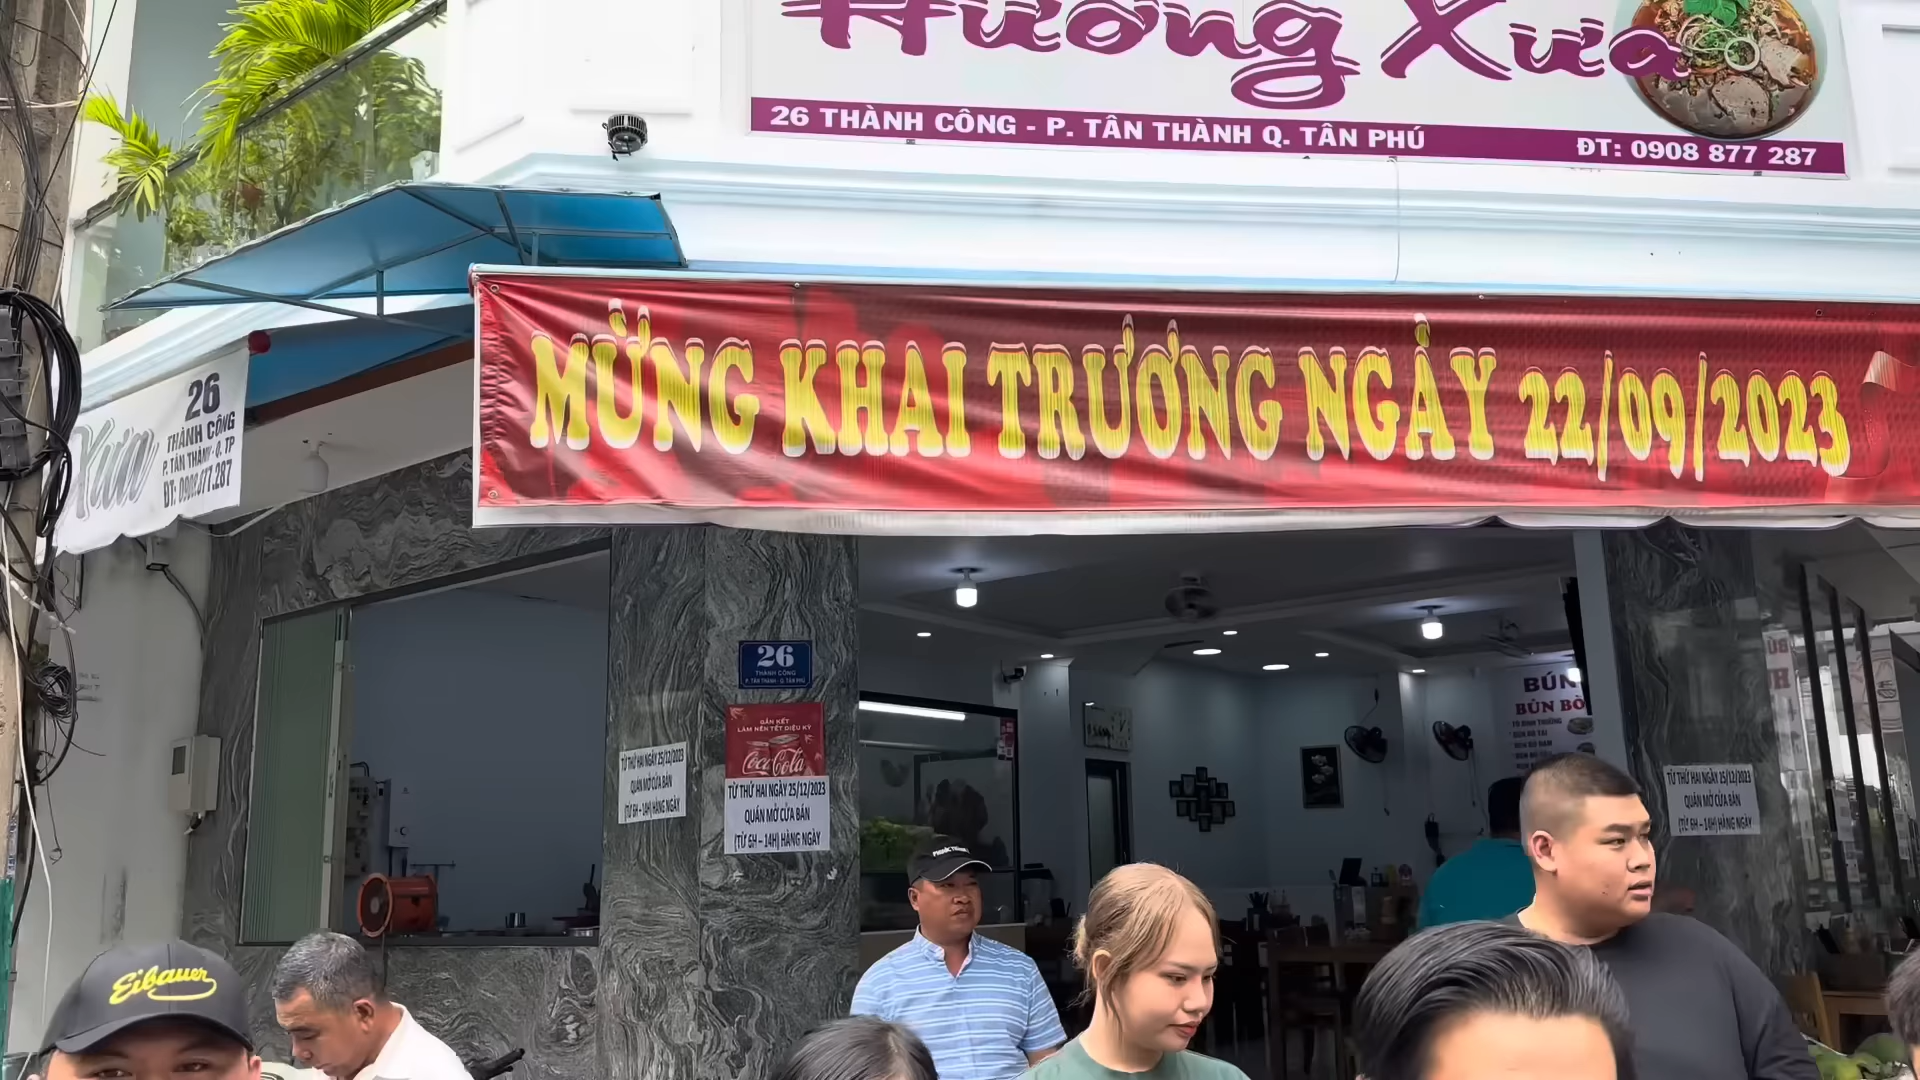 Hương Xưa
26 THÀNH CÔNG - P. TÂN THÀNH Q. TÂN PHÚ
ĐT: 0908 877 287
MỪNG KHAI TRƯƠNG NGÀY 22/09/2023
Xưa
26
THÀNH CÔNG
P. TÂN THÀNH - Q. TP
ĐT: 0908.877.287
26
THÀNH CÔNG
P. TÂN THÀNH - Q. TÂN PHÚ
GẮN KẾT
LÀM NÊN TẾT DIỆU KỲ
Coca-Cola
TỪ THỨ HAI NGÀY 25/12/2023
QUÁN MỞ CỬA BÁN
(TỪ 6H – 14H) HÀNG NGÀY
TỪ THỨ HAI NGÀY 25/12/2023
QUÁN MỞ CỬA BÁN
(TỪ 6H – 14H) HÀNG NGÀY
BÚN
BÚN BÒ
TỪ THỨ HAI NGÀY 25/12/2023
QUÁN MỞ CỬA BÁN
(TỪ 6H – 14H) HÀNG NGÀY
Eibauer